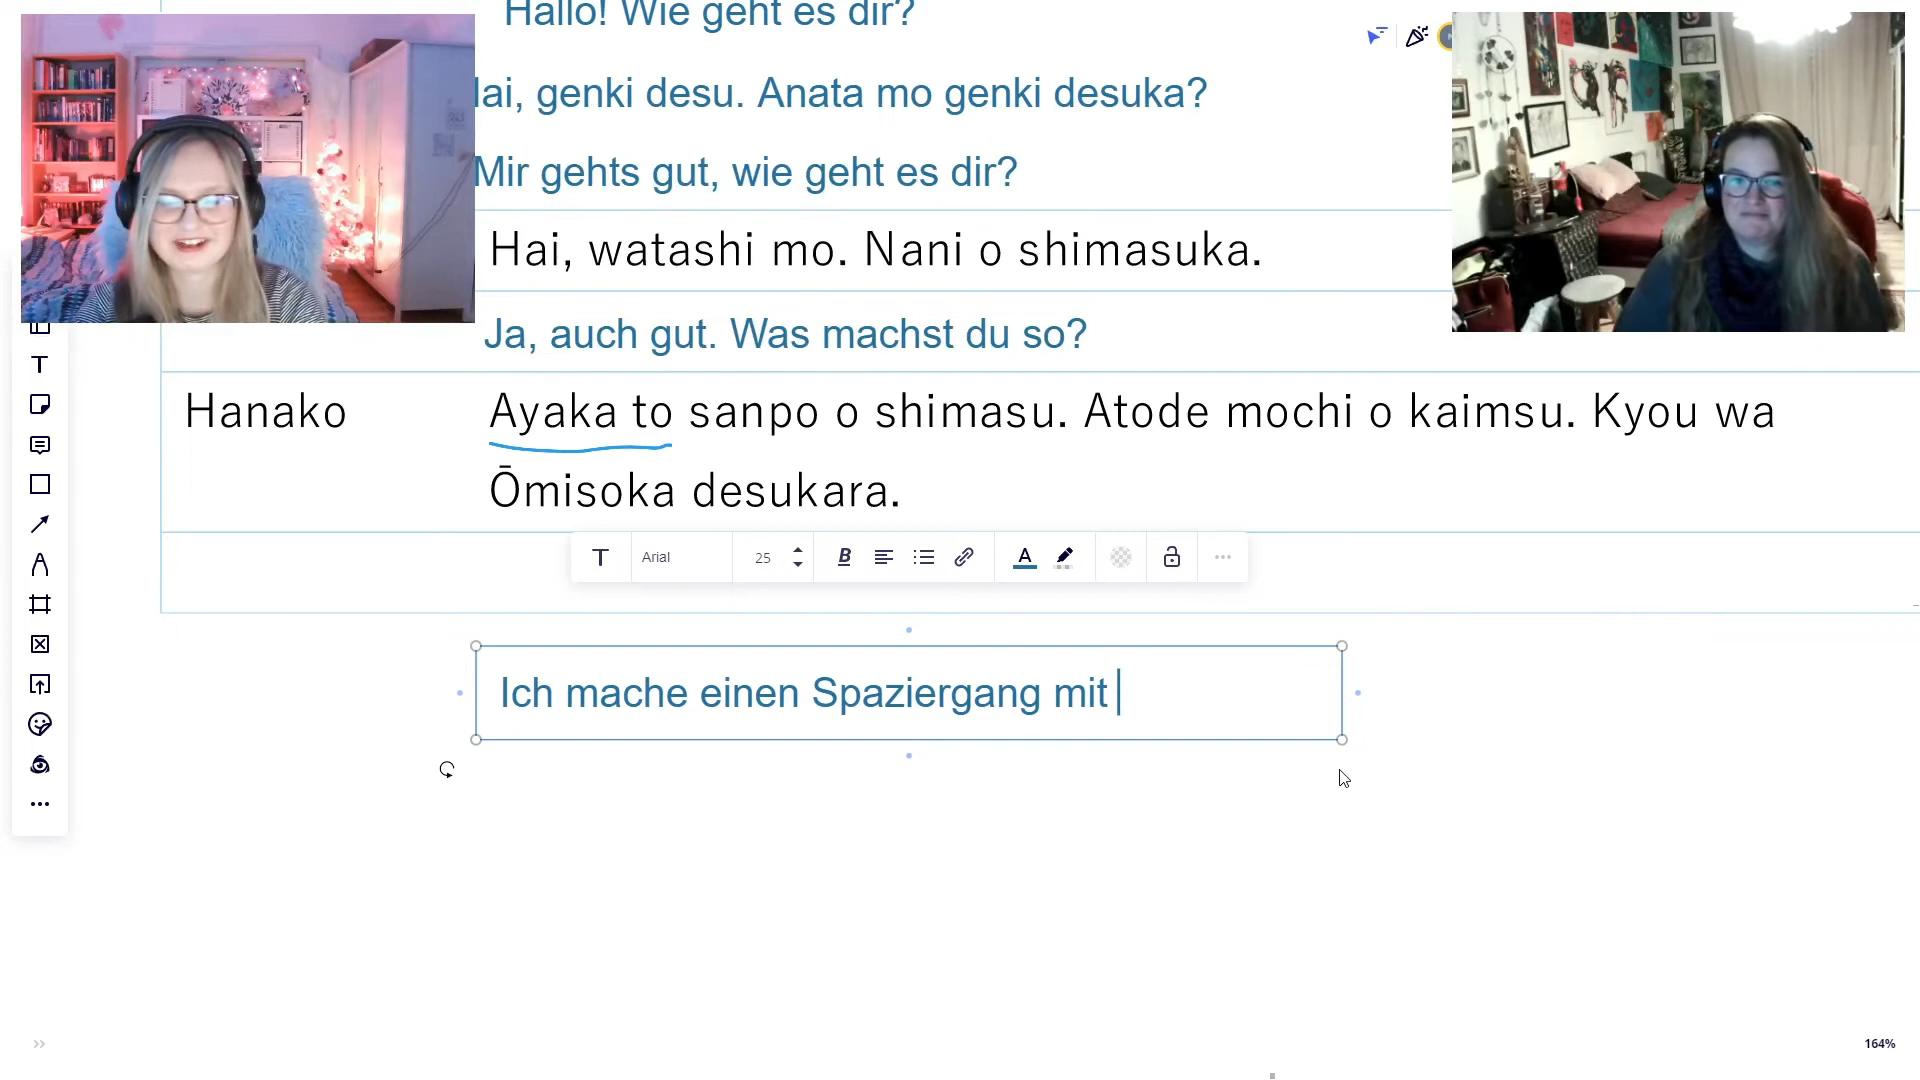 Hallo! Wie geht es dir?
ai, genki desu. Anata mo genki desuka?
Mir gehts gut, wie geht es dir?
Hai, watashi mo. Nani o shimasuka.
Ja, auch gut. Was machst du so?
Hanako Ayaka to sanpo o shimasu. Atode mochi o kaimsu. Kyou wa
Ōmisoka desukara.
T Arial 25 B A
Ich mache einen Spaziergang mit
164%